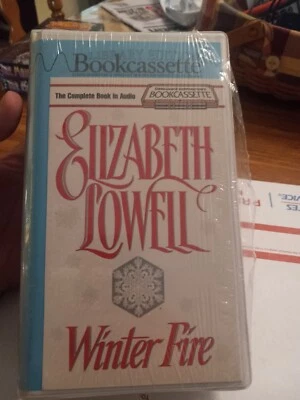 Bookcassette
The Complete Book in Audio
BOOKCASSETTE
ELIZABETH
LOWELL
Winter Fire